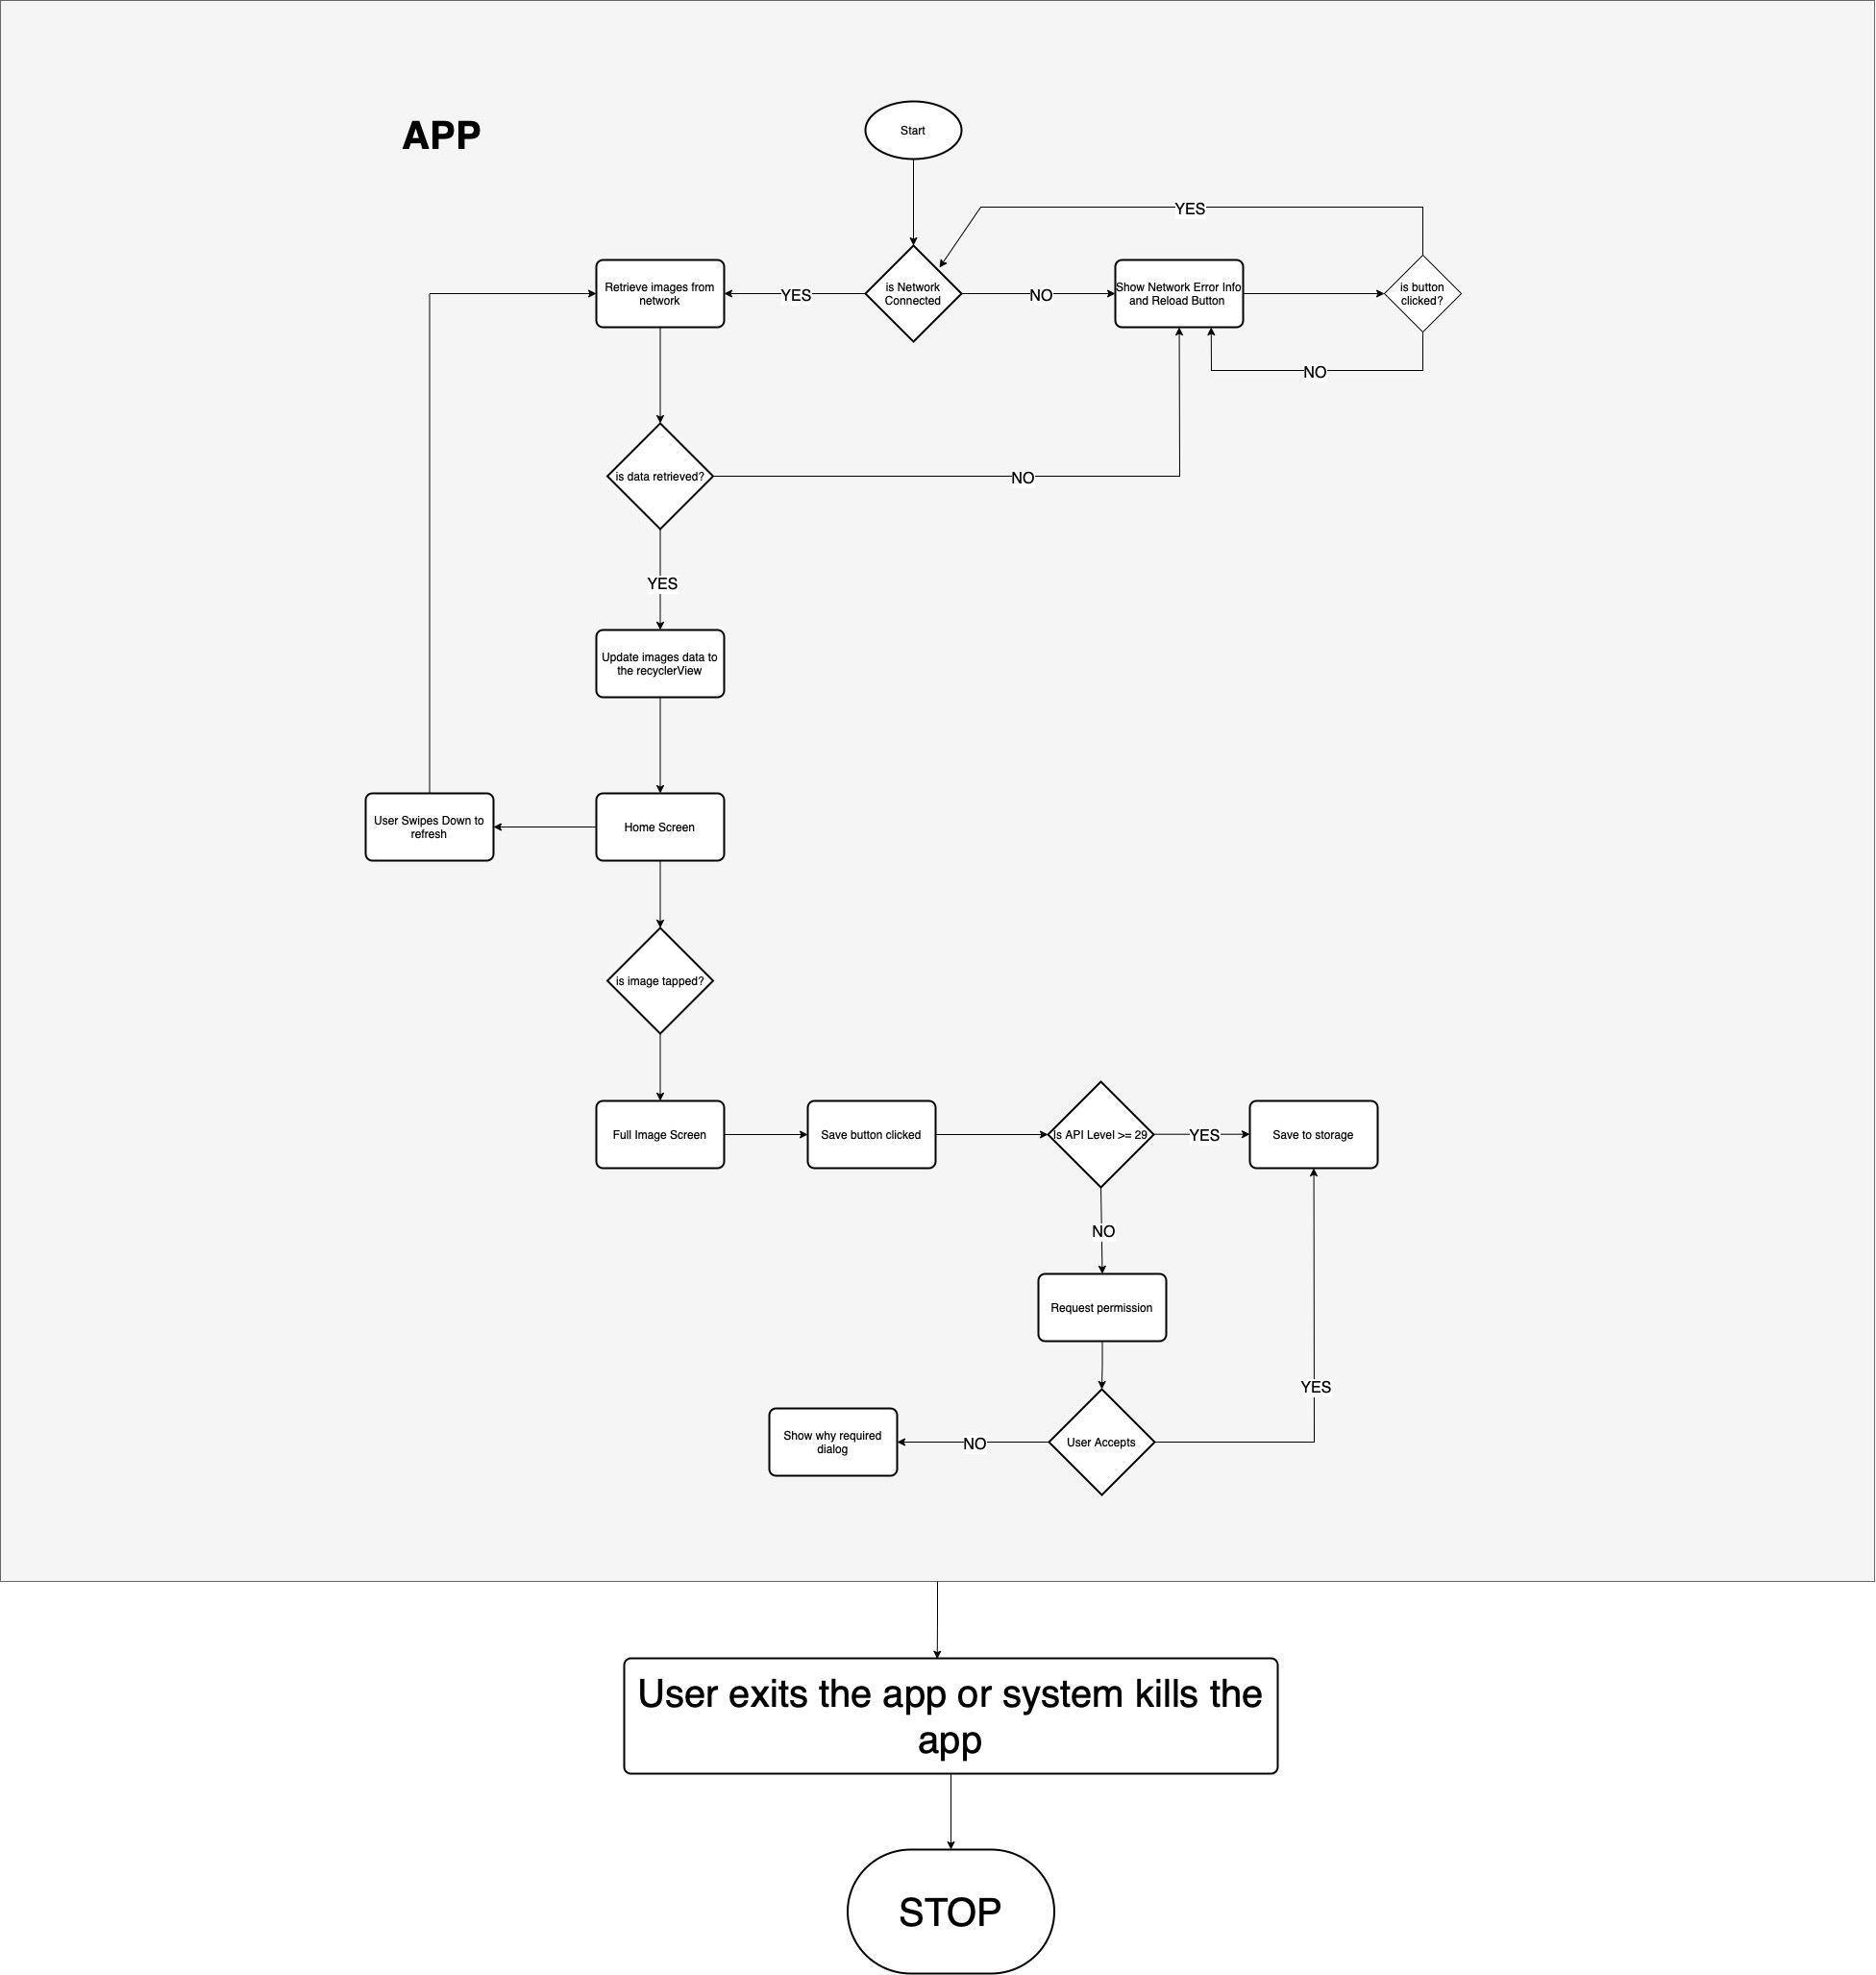 APP
Start
YES
Retrieve images from
network
YES
is Network
Connected
NO
Show Network Error Info
and Reload Button
is button
clicked?
NO
is data retrieved?
NO
YES
Update images data to
the recyclerView
User Swipes Down to
refresh
Home Screen
is image tapped?
Full Image Screen
Save button clicked
Is API Level >= 29
YES
Save to storage
NO
Request permission
YES
Show why required
dialog
NO
User Accepts
User exits the app or system kills the
app
STOP